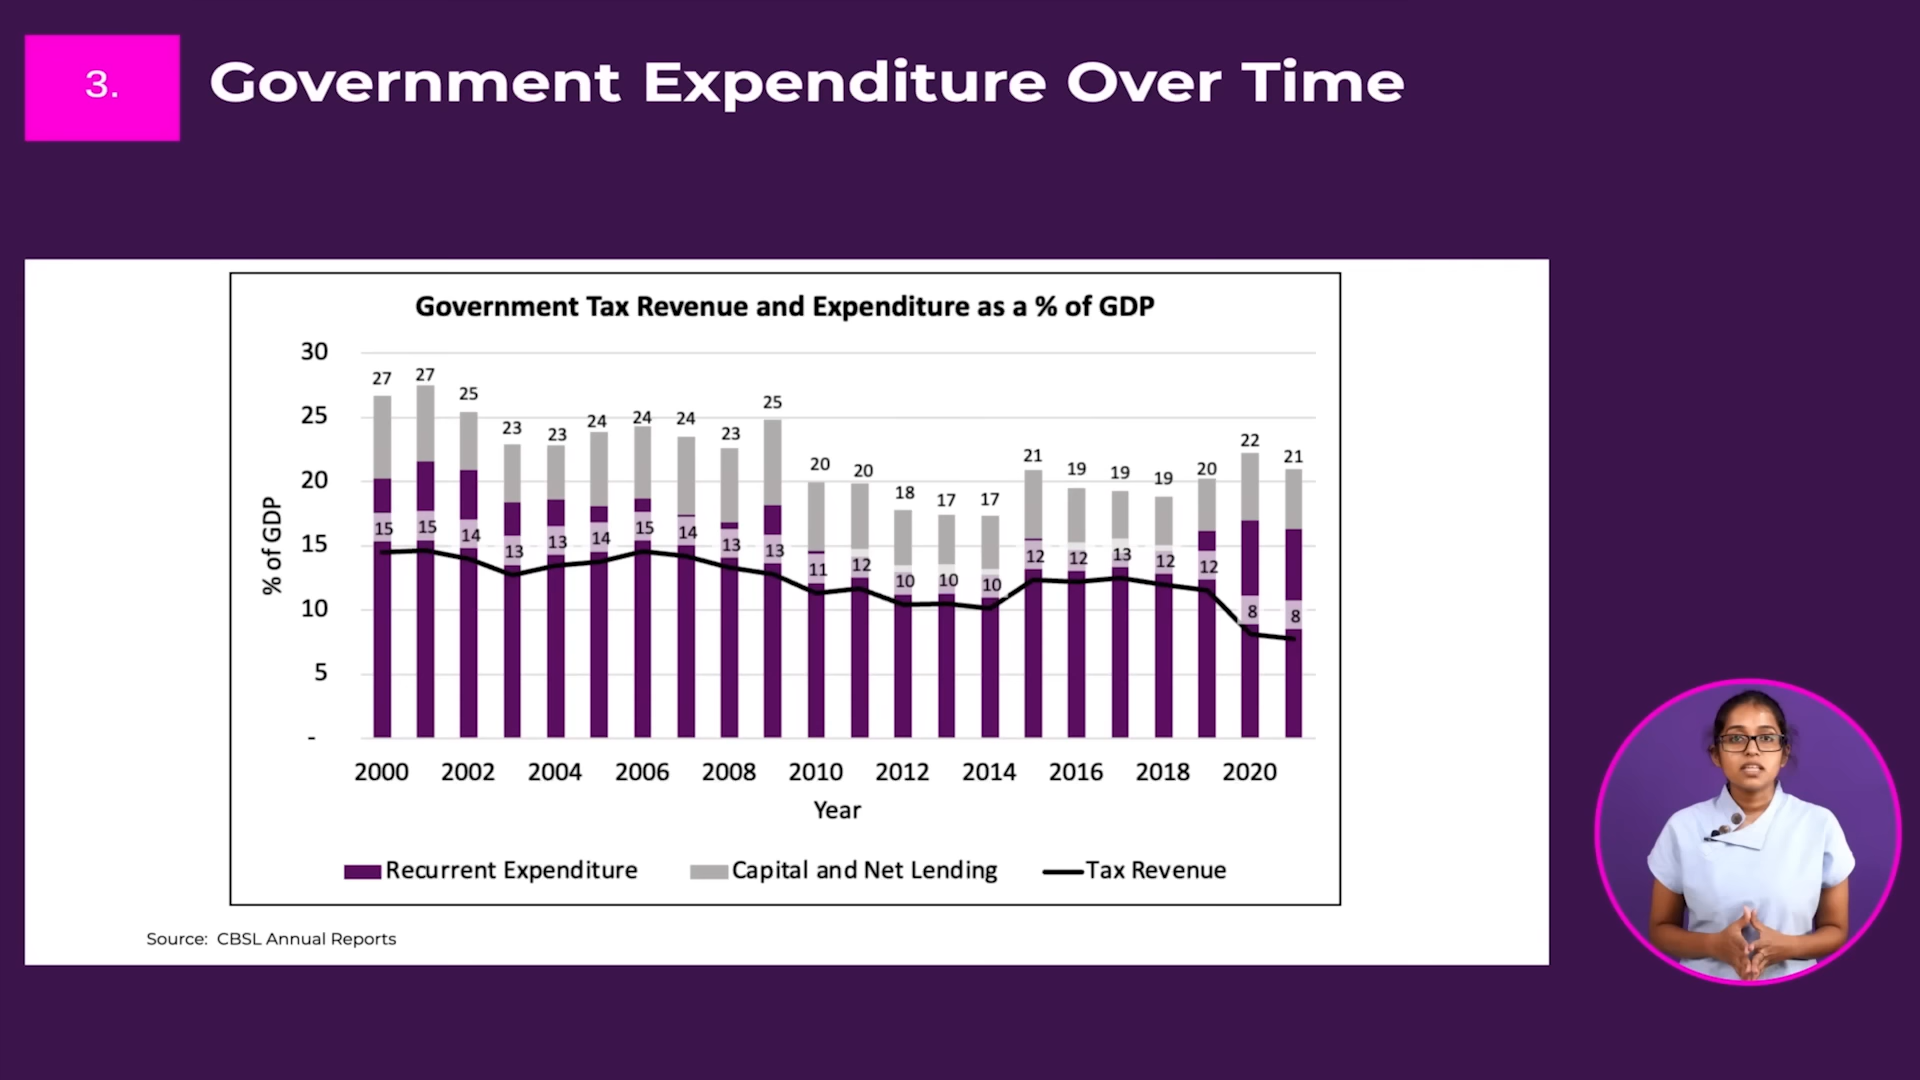 3.
Government Expenditure Over Time
Government Tax Revenue and Expenditure as a % of GDP
% of GDP
30
25
20
15
10
5
-
27 27 25 23 23 24 24 24 23 25 20 20 18 17 17 21 19 19 19 20 22 21
15 15 14 13 13 14 15 14 13 13 11 12 10 10 10 12 12 13 12 12 8 8
2000 2002 2004 2006 2008 2010 2012 2014 2016 2018 2020
Year
Recurrent Expenditure Capital and Net Lending Tax Revenue
Source: CBSL Annual Reports